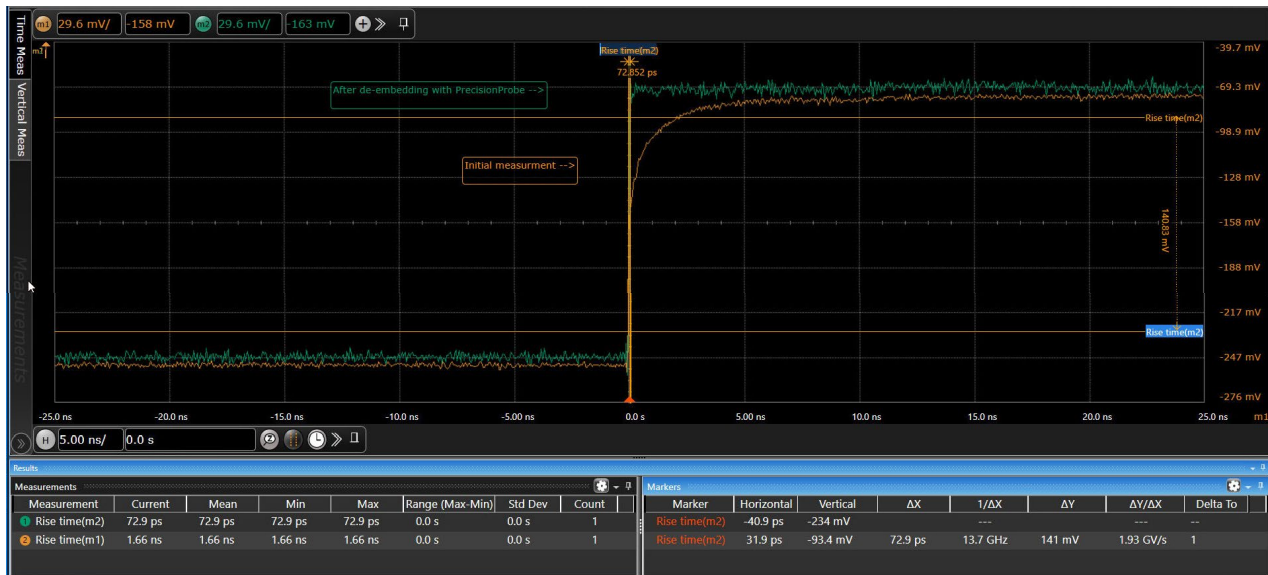 Time Meas
Vertical Meas
Measurements
m1 29.6 mV/ -158 mV m2 29.6 mV/ -163 mV
m1
Rise time(m2)
72.852 ps
After de-embedding with PrecisionProbe -->
Initial measurment -->
-39.7 mV
-69.3 mV
Rise time(m2)
-98.9 mV
-128 mV
-158 mV
140.83 mV
-188 mV
-217 mV
Rise time(m2)
-247 mV
-276 mV
-25.0 ns -20.0 ns -15.0 ns -10.0 ns -5.00 ns 0.0 s 5.00 ns 10.0 ns 15.0 ns 20.0 ns 25.0 ns m1
H 5.00 ns/ 0.0 s
Results
Measurements
Measurement Current Mean Min Max Range (Max-Min) Std Dev Count
1 Rise time(m2) 72.9 ps 72.9 ps 72.9 ps 72.9 ps 0.0 s 0.0 s 1
2 Rise time(m1) 1.66 ns 1.66 ns 1.66 ns 1.66 ns 0.0 s 0.0 s 1
Markers
Marker Horizontal Vertical ΔX 1/ΔX ΔY ΔY/ΔX Delta To
Rise time(m2) -40.9 ps -234 mV --- --- --
Rise time(m2) 31.9 ps -93.4 mV 72.9 ps 13.7 GHz 141 mV 1.93 GV/s 1